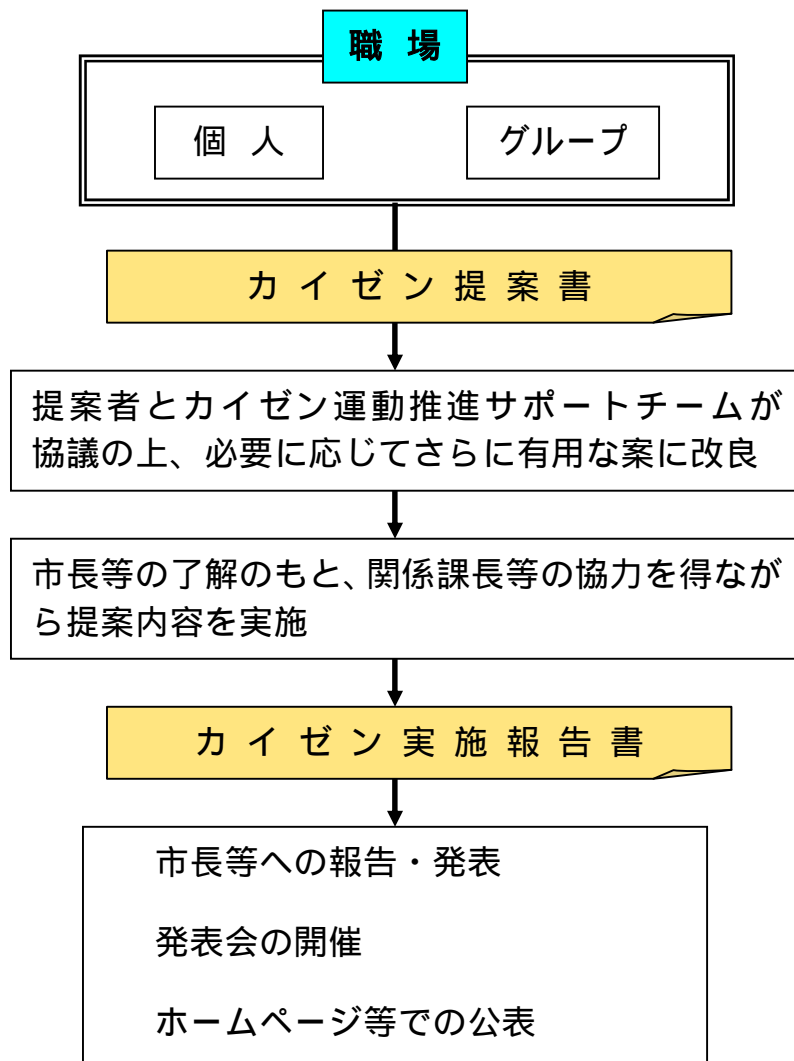 職 場
個 人
グループ
カ イ ゼ ン 提 案 書
提案者とカイゼン運動推進サポートチームが
協議の上、必要に応じてさらに有用な案に改良
市長等の了解のもと、関係課長等の協力を得なが
ら提案内容を実施
カ イ ゼ ン 実 施 報 告 書
市長等への報告・発表
発表会の開催
ホームページ等での公表